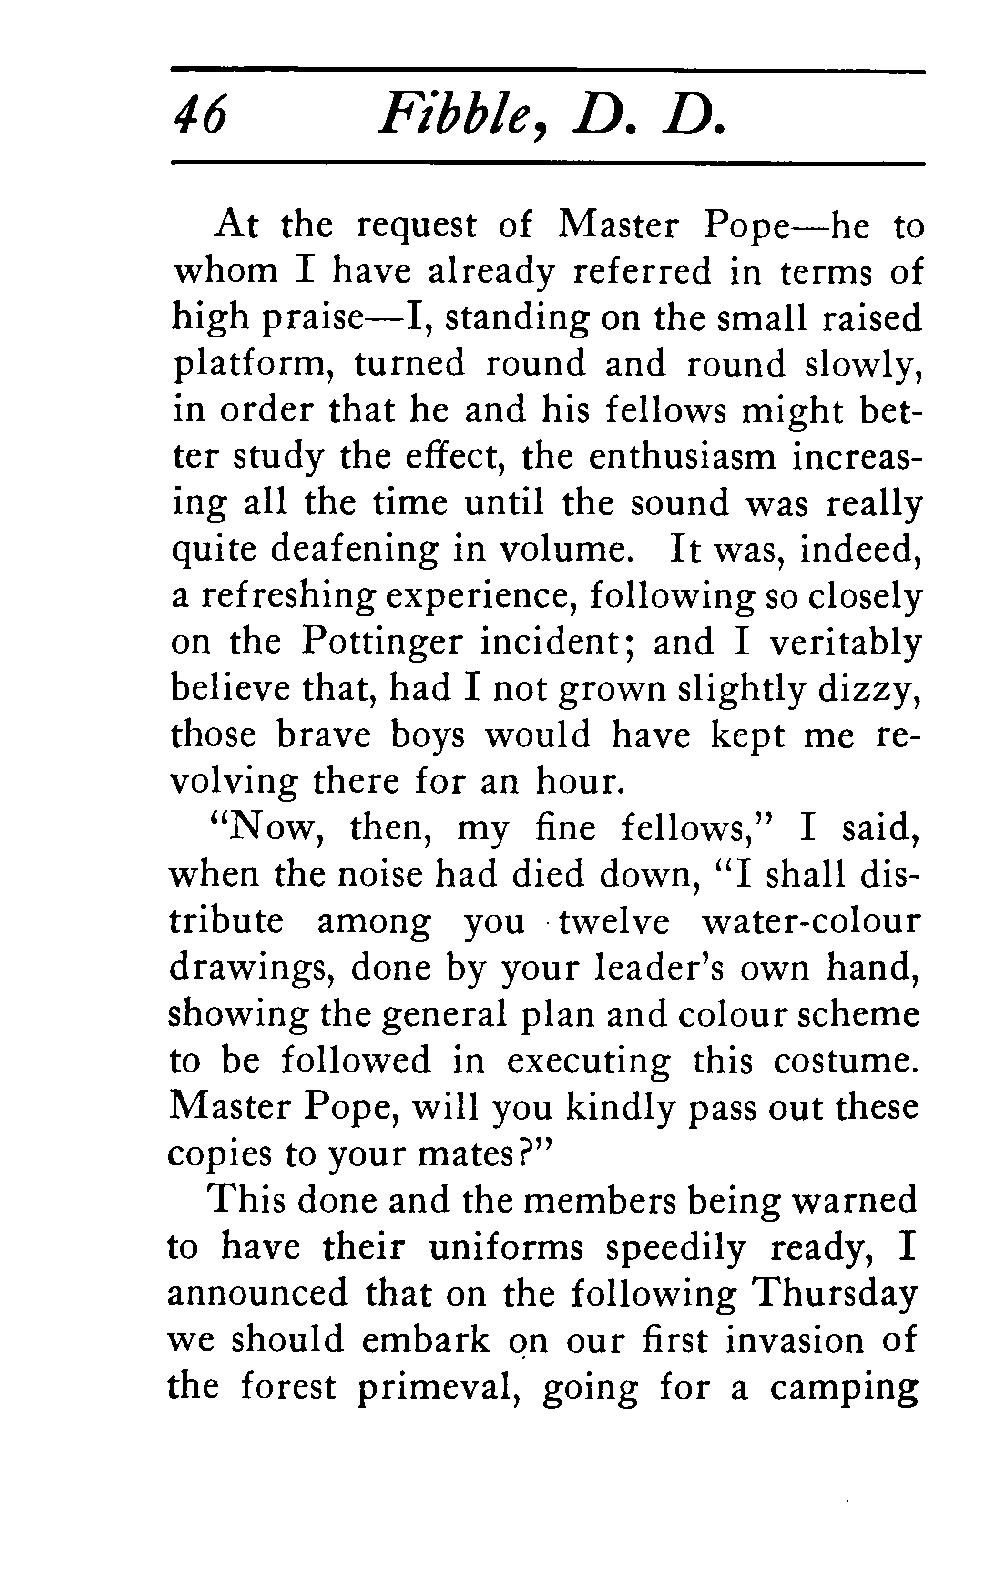 46 Fibble, D. D.
At the request of Master Pope—he to
whom I have already referred in terms of
high praise—I, standing on the small raised
platform, turned round and round slowly,
in order that he and his fellows might bet-
ter study the effect, the enthusiasm increas-
ing all the time until the sound was really
quite deafening in volume. It was, indeed,
a refreshing experience, following so closely
on the Pottinger incident; and I veritably
believe that, had I not grown slightly dizzy,
those brave boys would have kept me re-
volving there for an hour.
"Now, then, my fine fellows," I said,
when the noise had died down, "I shall dis-
tribute among you twelve water-colour
drawings, done by your leader's own hand,
showing the general plan and colour scheme
to be followed in executing this costume.
Master Pope, will you kindly pass out these
copies to your mates?"
This done and the members being warned
to have their uniforms speedily ready, I
announced that on the following Thursday
we should embark on our first invasion of
the forest primeval, going for a camping